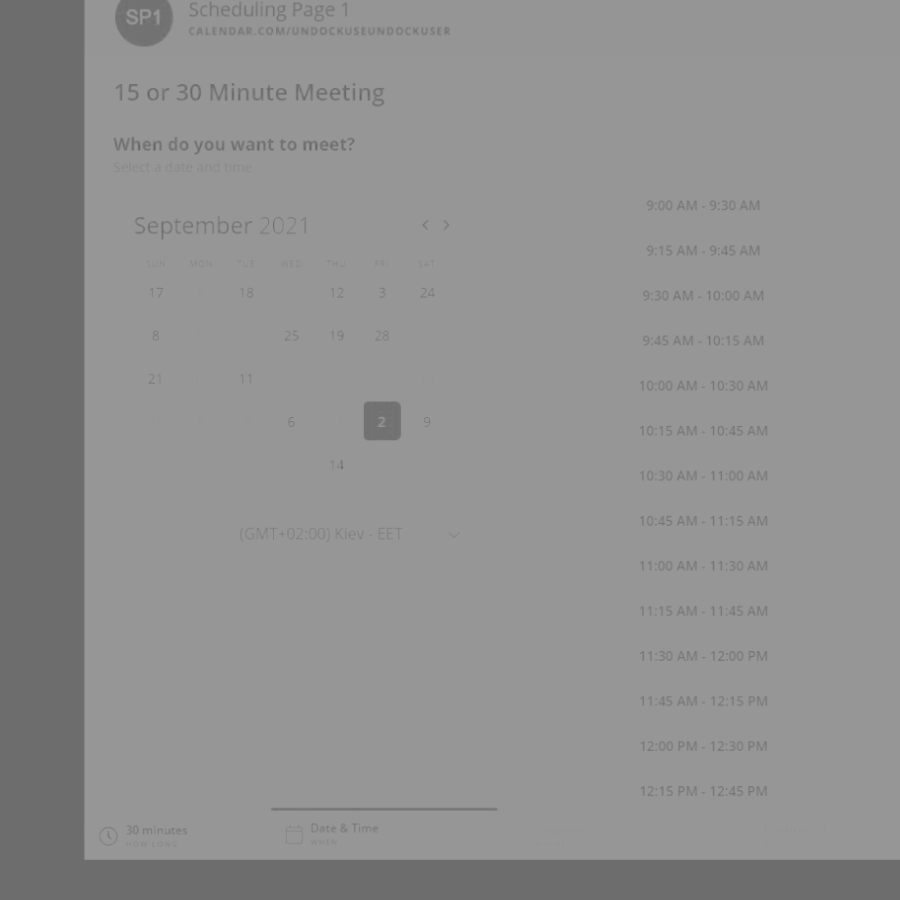 SP1
Scheduling Page 1
CALENDAR.COM/UNDOCKUSEUNDOCKUSER
15 or 30 Minute Meeting
When do you want to meet?
Select a date and time
September 2021
SUN MON TUE WED THU FRI SAT
17 18 12 3 24
8 25 19 28
21 11
6 2 9
14
(GMT+02:00) Kiev - EET
9:00 AM - 9:30 AM
9:15 AM - 9:45 AM
9:30 AM - 10:00 AM
9:45 AM - 10:15 AM
10:00 AM - 10:30 AM
10:15 AM - 10:45 AM
10:30 AM - 11:00 AM
10:45 AM - 11:15 AM
11:00 AM - 11:30 AM
11:15 AM - 11:45 AM
11:30 AM - 12:00 PM
11:45 AM - 12:15 PM
12:00 PM - 12:30 PM
12:15 PM - 12:45 PM
30 minutes
HOW LONG
Date & Time
WHEN